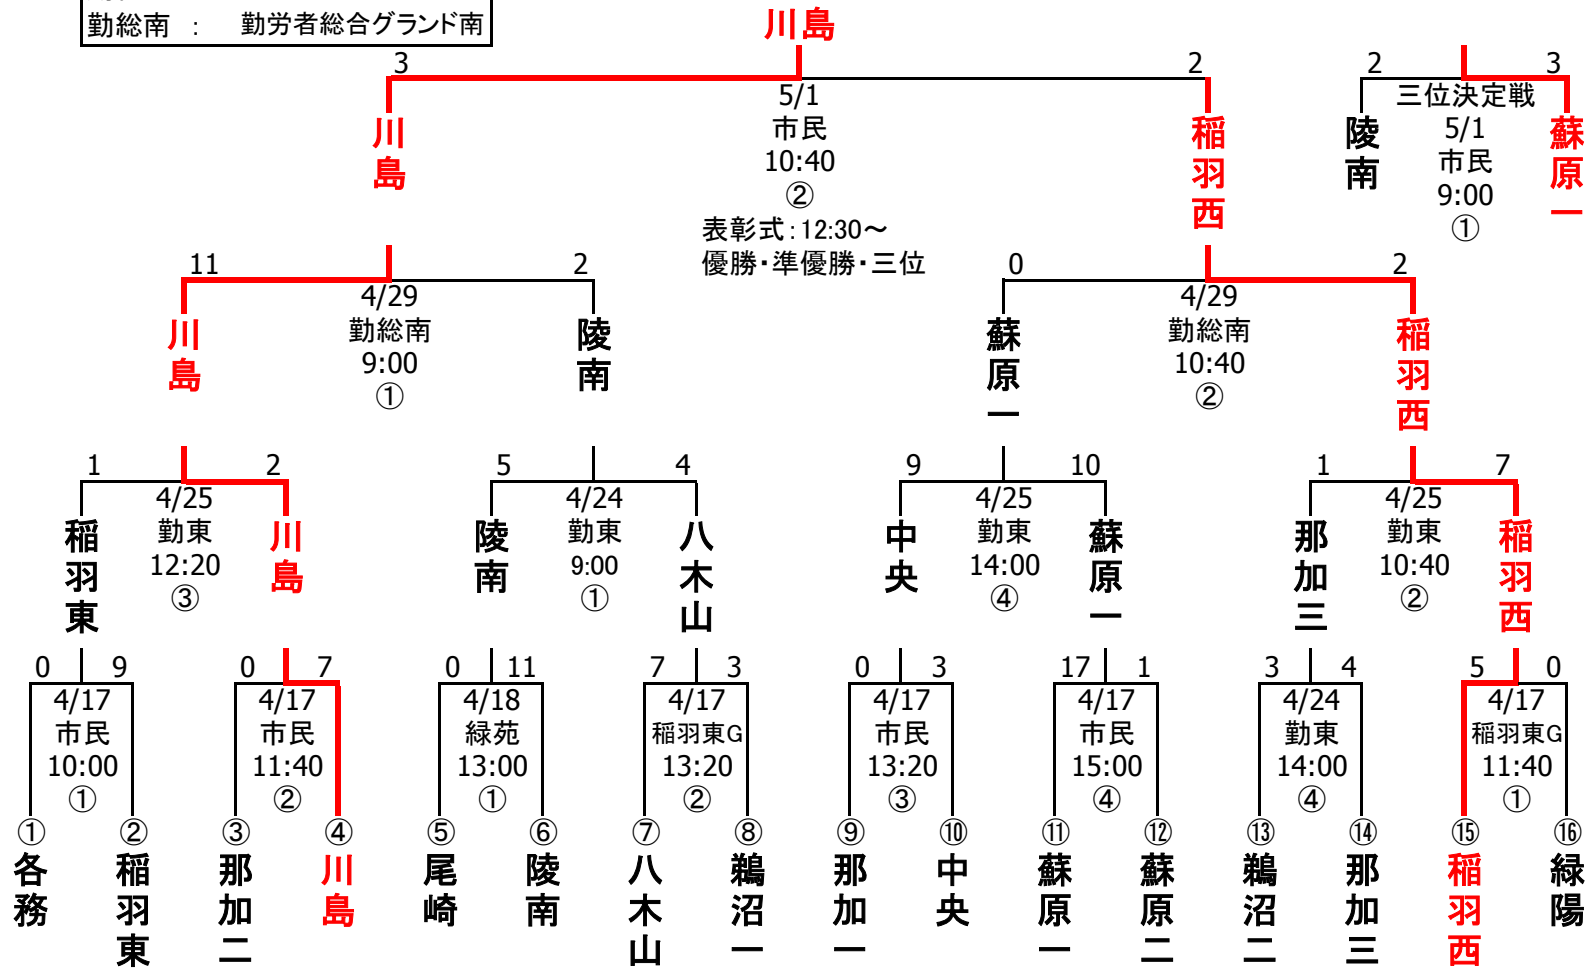 勤総南 ： 勤労者総合グランド南
川島
3 2
5/1
市民
10:40
②
表彰式：12:30～
優勝・準優勝・三位
川島
稲羽西
2 3
三位決定戦
5/1
市民
9:00
①
陵南
蘇原一
11 2
4/29
勤総南
9:00
①
川島
陵南
0 2
4/29
勤総南
10:40
②
蘇原一
稲羽西
1 2
4/25
勤東
12:20
③
稲羽東
川島
5 4
4/24
勤東
9:00
①
陵南
八木山
9 10
4/25
勤東
14:00
④
中央
蘇原一
1 7
4/25
勤東
10:40
②
那加三
稲羽西
0 9
4/17
市民
10:00
①
0 7
4/17
市民
11:40
②
0 11
4/18
緑苑
13:00
①
7 3
4/17
稲羽東G
13:20
②
0 3
4/17
市民
13:20
③
17 1
4/17
市民
15:00
④
3 4
4/24
勤東
14:00
④
5 0
4/17
稲羽東G
11:40
①
①各務
②稲羽東
③那加二
④川島
⑤尾崎
⑥陵南
⑦八木山
⑧鵜沼一
⑨那加一
⑩中央
⑪蘇原一
⑫蘇原二
⑬鵜沼二
⑭那加三
⑮稲羽西
⑯緑陽